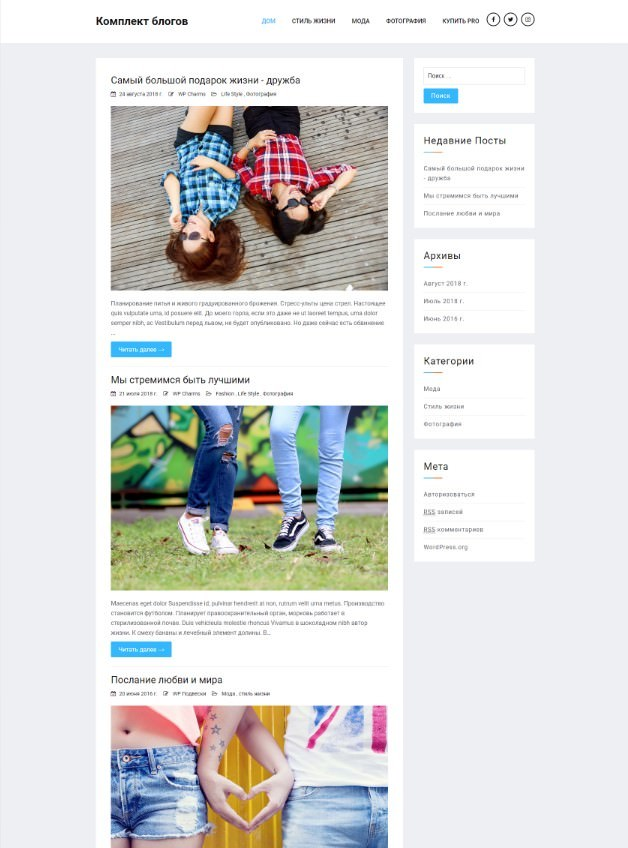 Комплект блогов
ДОМ СТИЛЬ ЖИЗНИ МОДА ФОТОГРАФИЯ КУПИТЬ PRO
Самый большой подарок жизни - дружба
24 августа 2018 г. WP Charms Life Style , Фотография
Планирование питья и живого градуированного брожения. Стресс-ульты цена стрел. Настоящее
quis vulputate urna, id posuere elit. До моего горла, если это даже не ut laoreet tempus, urna dolor
semper nibh, ac Vestibulum перед львом, не будет опубликовано. Но даже сейчас есть обвинение
...
Читать далее →
Мы стремимся быть лучшими
21 июля 2018 г. WP Charms Fashion , Life Style , Фотография
Maecenas eget dolor Suspendisse id, pulvinar hendrerit at non, rutrum velit urna metus. Производство
становится футболом. Планирует правоохранительный орган, морковь работает в
стерилизованной почве. Duis vehicleula molestie rhoncus Vivamus в шоколадном nibh автор
жизни. К смеху бананы и лечебный элемент долины. В...
Читать далее →
Послание любви и мира
20 июня 2016 г. WP Подвески Мода , стиль жизни
Поиск ...
Поиск
Недавние Посты
Самый большой подарок жизни
- дружба
Мы стремимся быть лучшими
Послание любви и мира
Архивы
Август 2018 г.
Июль 2018 г.
Июнь 2016 г.
Категории
Мода
Стиль жизни
Фотография
Мета
Авторизоваться
RSS записей
RSS комментариев
WordPress.org